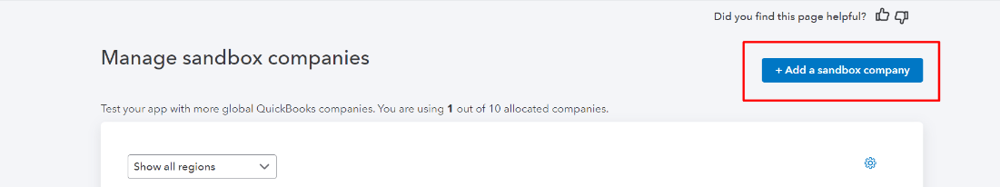 Did you find this page helpful?
Manage sandbox companies
+ Add a sandbox company
Test your app with more global QuickBooks companies. You are using 1 out of 10 allocated companies.
Show all regions